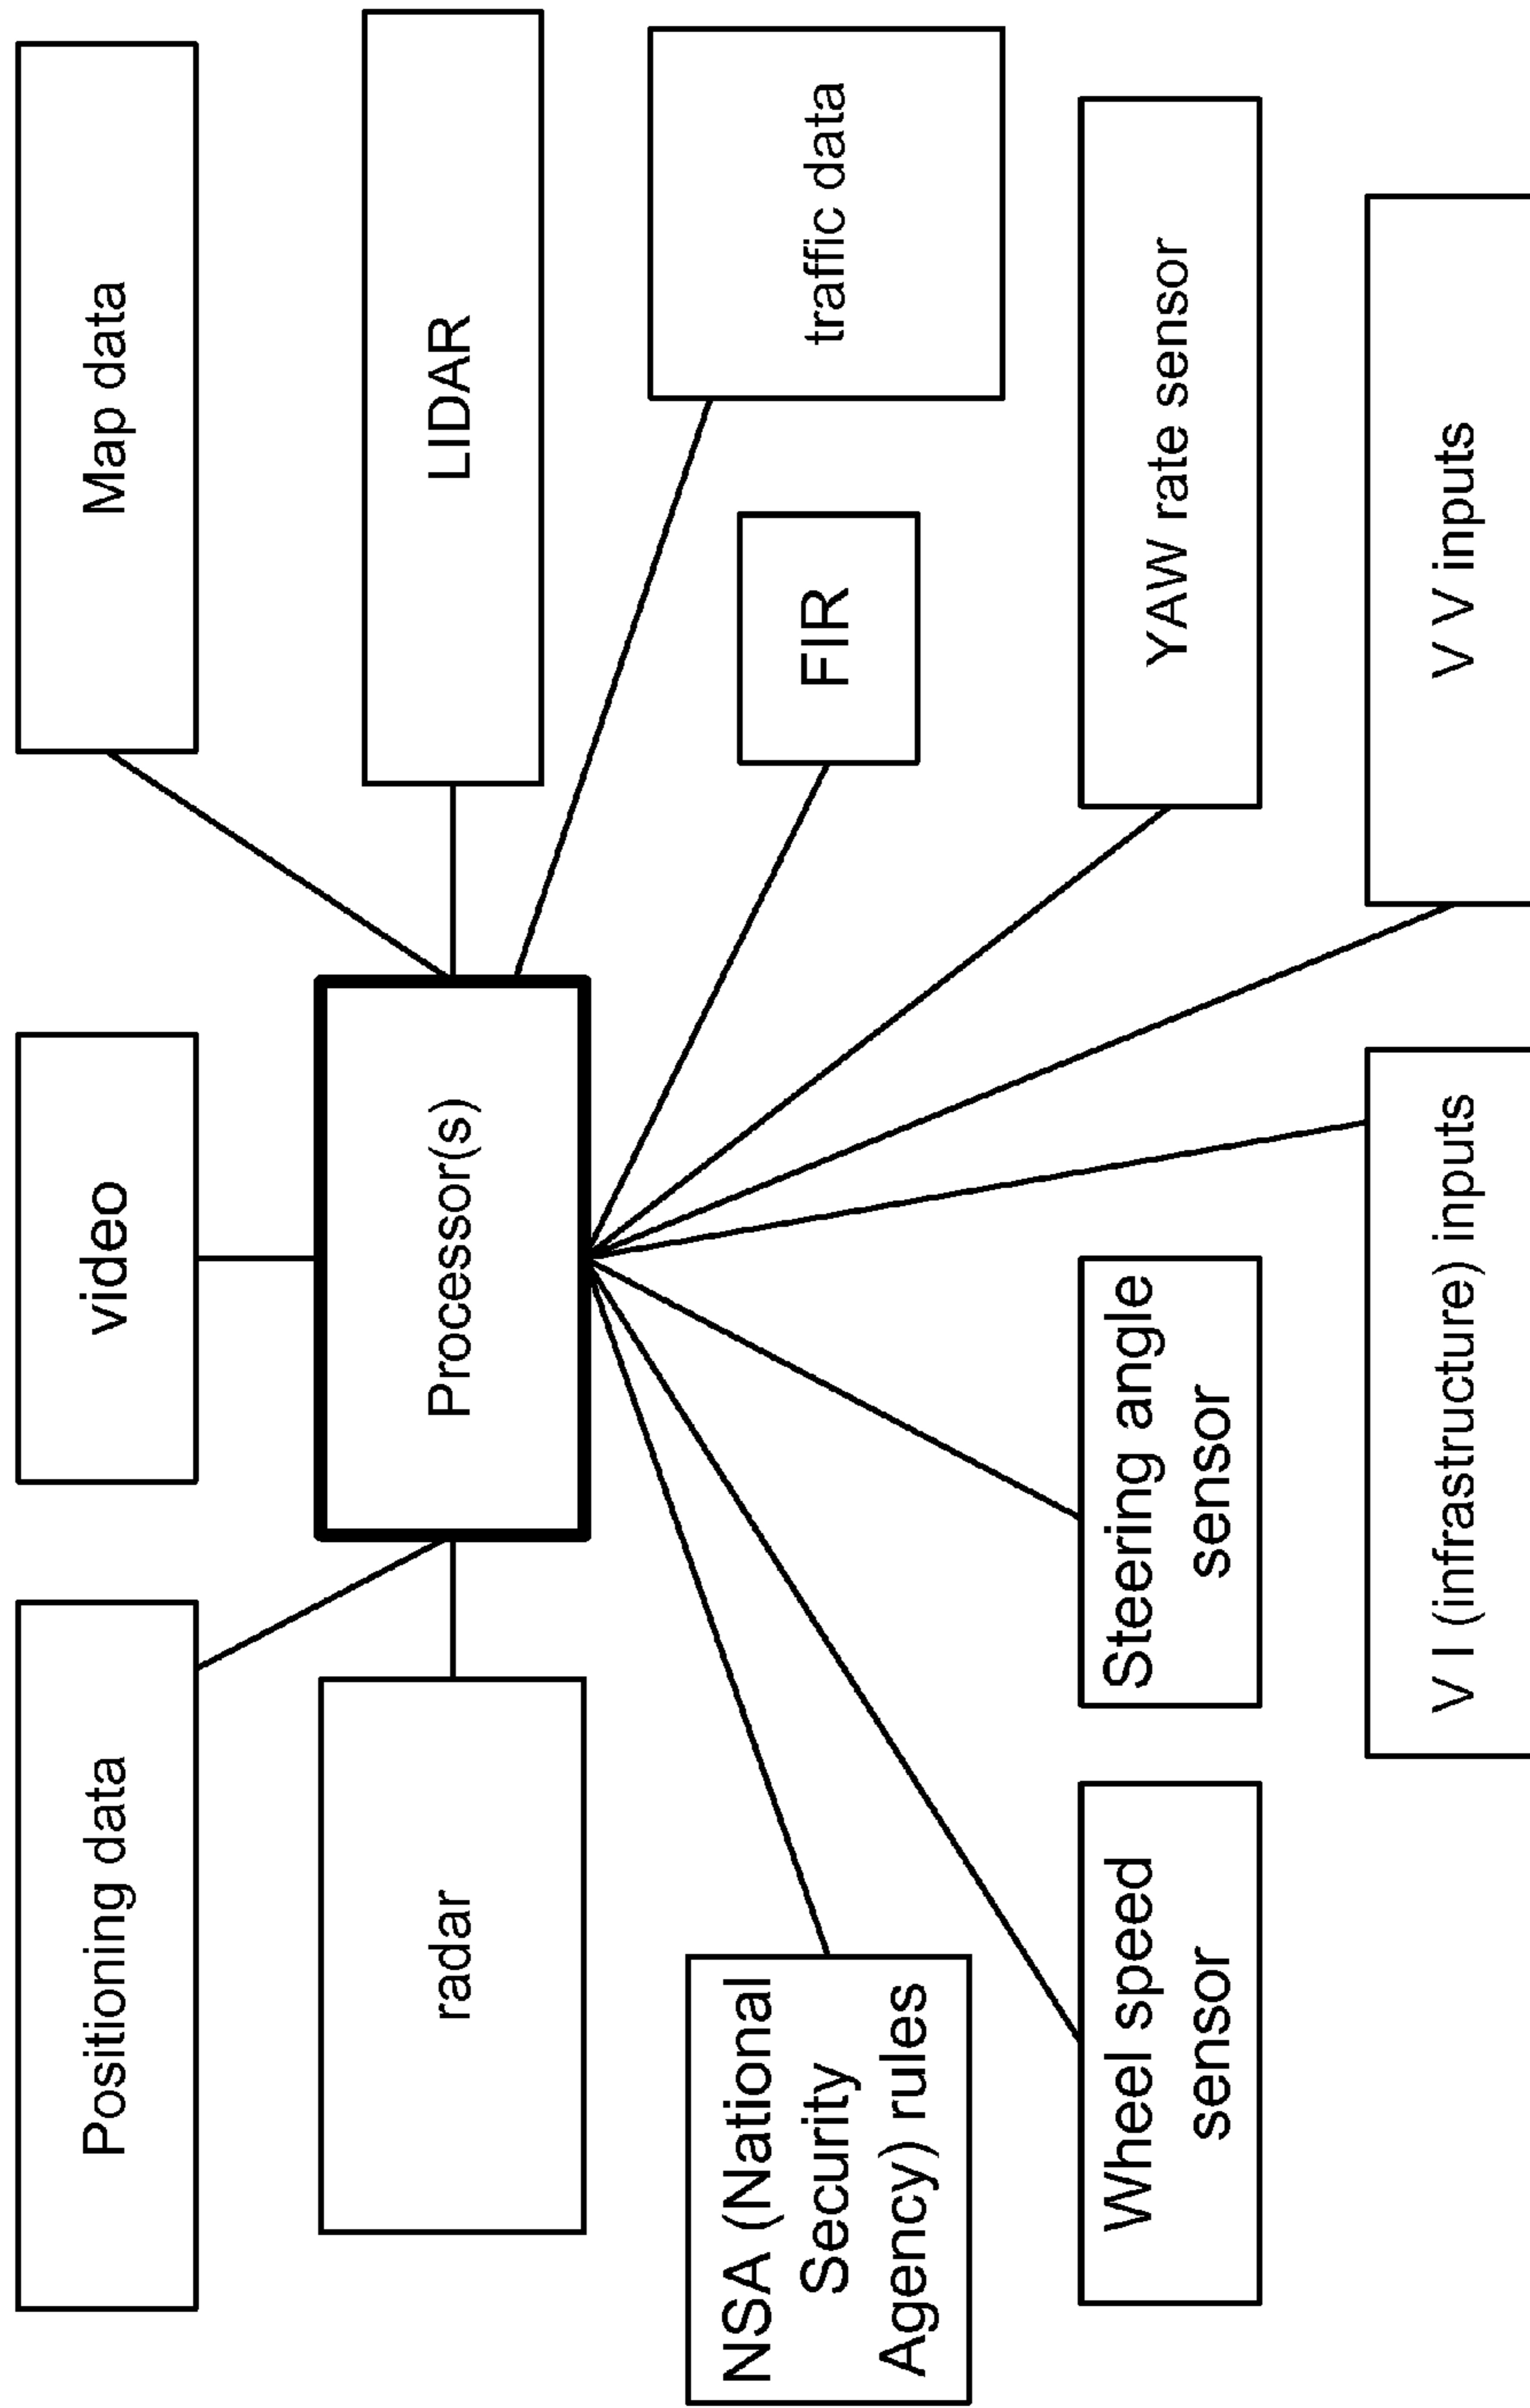 Positioning data
video
Map data
radar
Processor(s)
LIDAR
NSA (National
Security
Agency) rules
FIR
traffic data
Wheel speed
sensor
Steering angle
sensor
YAW rate sensor
V I (infrastructure) inputs
V V inputs